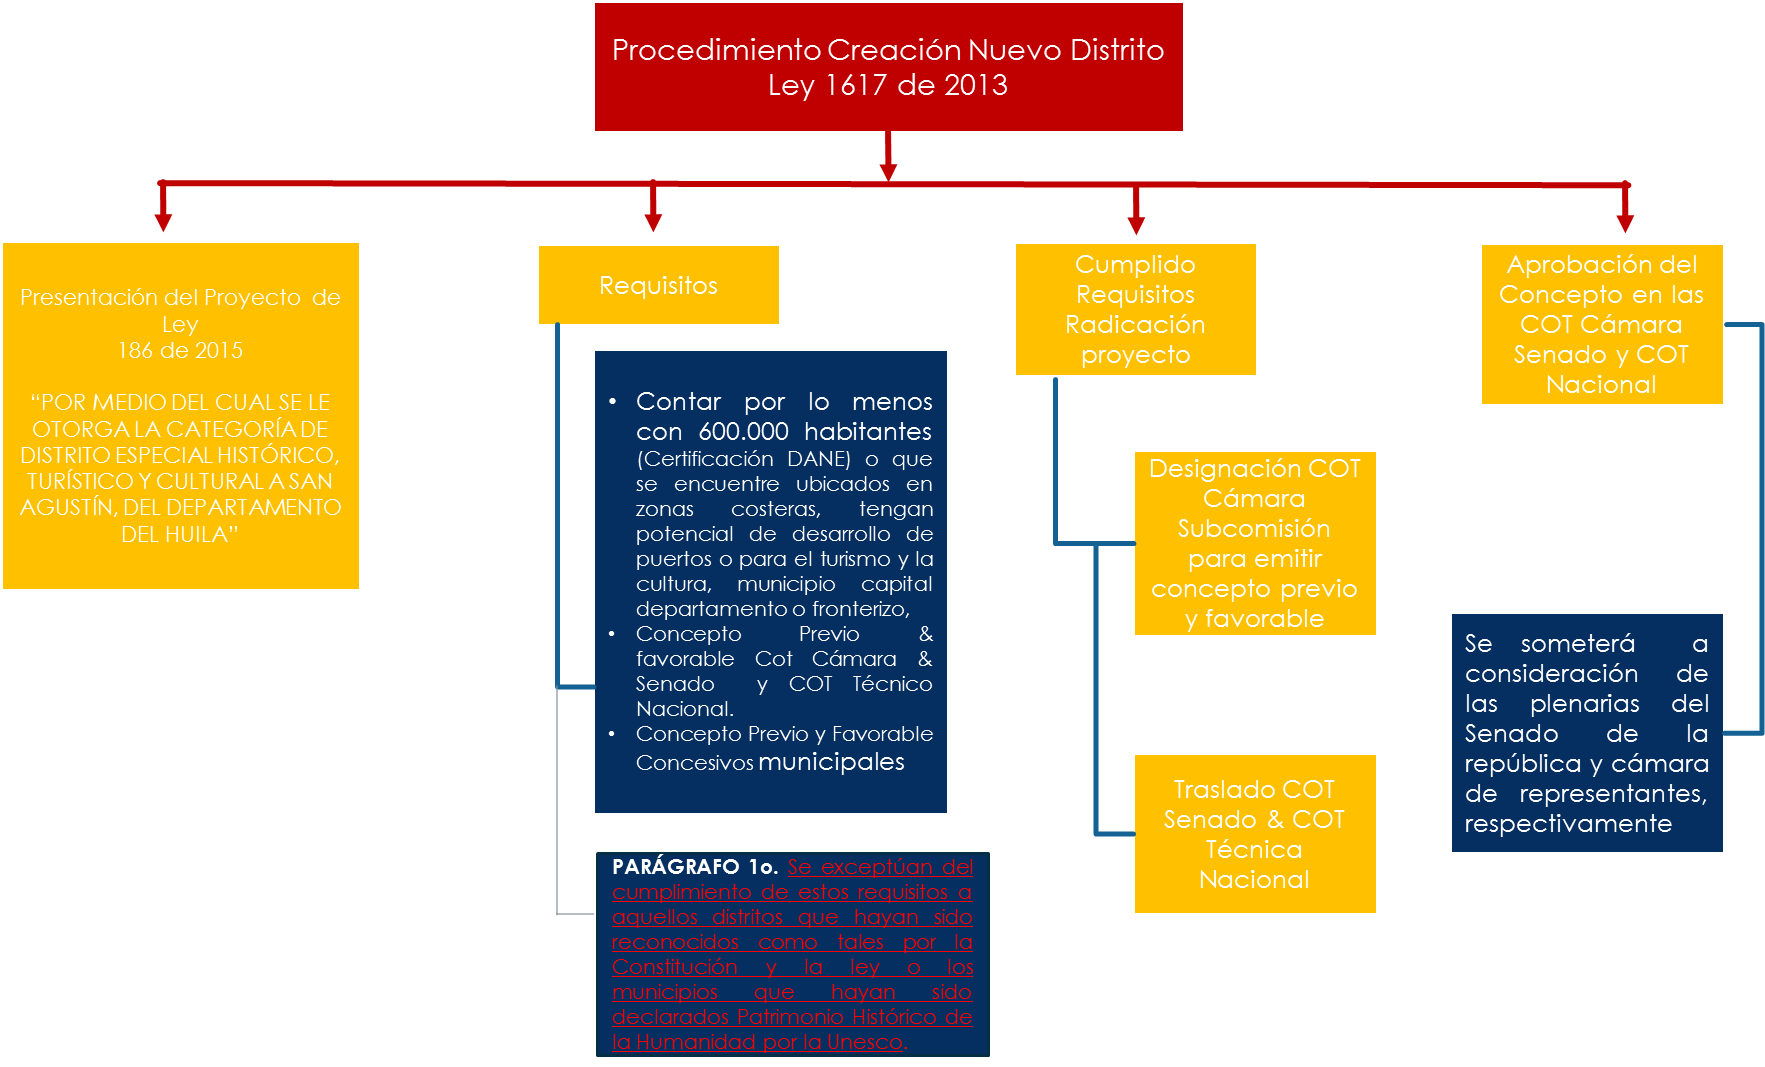 Procedimiento Creación Nuevo Distrito
Ley 1617 de 2013
Presentación del Proyecto de
Ley
186 de 2015
“POR MEDIO DEL CUAL SE LE
OTORGA LA CATEGORÍA DE
DISTRITO ESPECIAL HISTÓRICO,
TURÍSTICO Y CULTURAL A SAN
AGUSTÍN, DEL DEPARTAMENTO
DEL HUILA”
Requisitos
• Contar por lo menos
con 600.000 habitantes
(Certificación DANE) o que
se encuentre ubicados en
zonas costeras, tengan
potencial de desarrollo de
puertos o para el turismo y la
cultura, municipio capital
departamento o fronterizo,
• Concepto Previo &
favorable Cot Cámara &
Senado y COT Técnico
Nacional.
• Concepto Previo y Favorable
Concesivos municipales
PARÁGRAFO 1o. Se exceptúan del
cumplimiento de estos requisitos a
aquellos distritos que hayan sido
reconocidos como tales por la
Constitución y la ley o los
municipios que hayan sido
declarados Patrimonio Histórico de
la Humanidad por la Unesco.
Cumplido
Requisitos
Radicación
proyecto
Designación COT
Cámara
Subcomisión
para emitir
concepto previo
y favorable
Traslado COT
Senado & COT
Técnica
Nacional
Aprobación del
Concepto en las
COT Cámara
Senado y COT
Nacional
Se someterá a
consideración de
las plenarias del
Senado de la
república y cámara
de representantes,
respectivamente